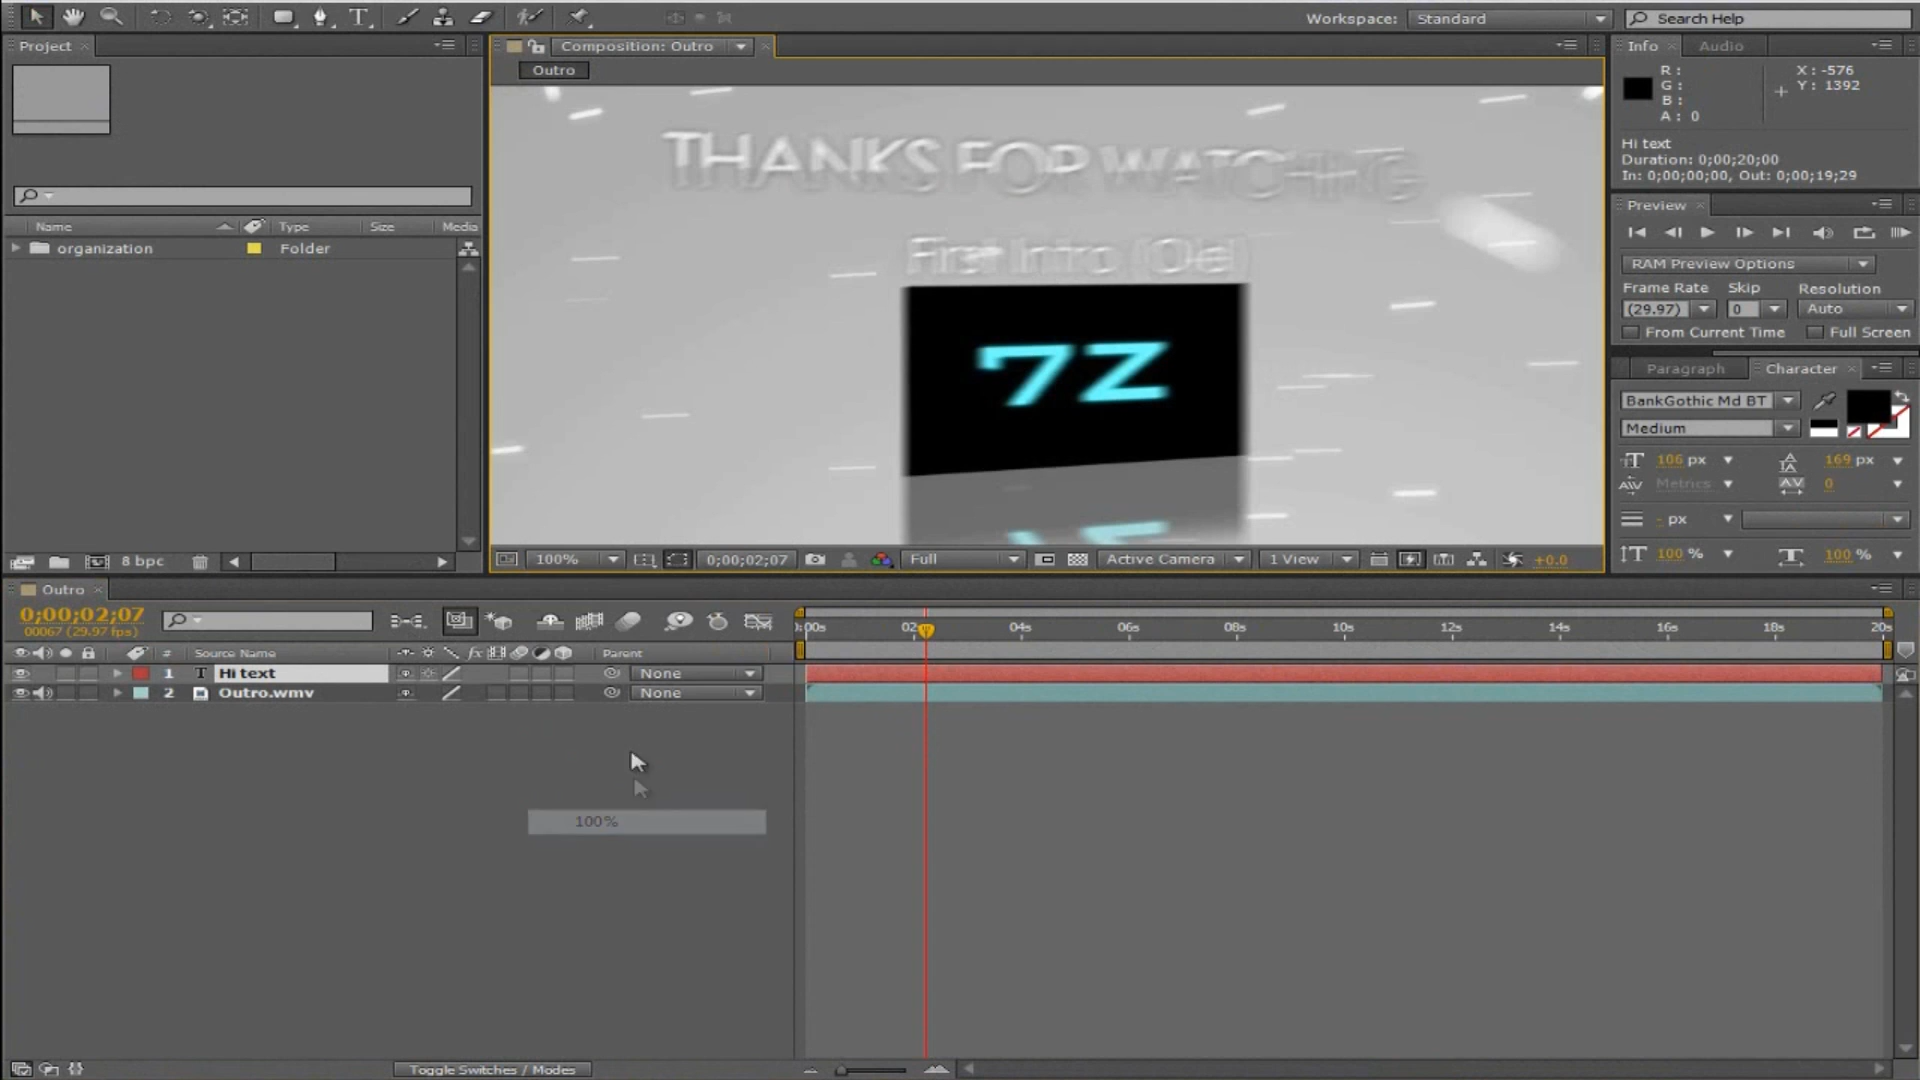 Workspace: Standard
Search Help
Project
Composition: Outro
Info
Audio
Outro
R :
G :
B :
A : 0
X : -576
Y : 1392
THANKS FOR WATCHING
Hi text
Duration: 0;00;20;00
In: 0;00;00;00, Out: 0;00;19;29
Preview
Name
Type
Size
Media
organization
Folder
First Intro (Old)
RAM Preview Options
Frame Rate
Skip
Resolution
(29.97)
0
Auto
From Current Time
Full Screen
7Z
Paragraph
Character
BankGothic Md BT
Medium
106 px
169 px
Metrics
0
- px
100 %
100 %
8 bpc
100%
0;00;02;07
Full
Active Camera
1 View
+0.0
Outro
0;00;02;07
00067 (29.97 fps)
:00s
02
04s
06s
08s
10s
12s
14s
16s
18s
20s
#
Source Name
fx
Parent
1
T
Hi text
None
2
Outro.wmv
None
100%
Toggle Switches / Modes